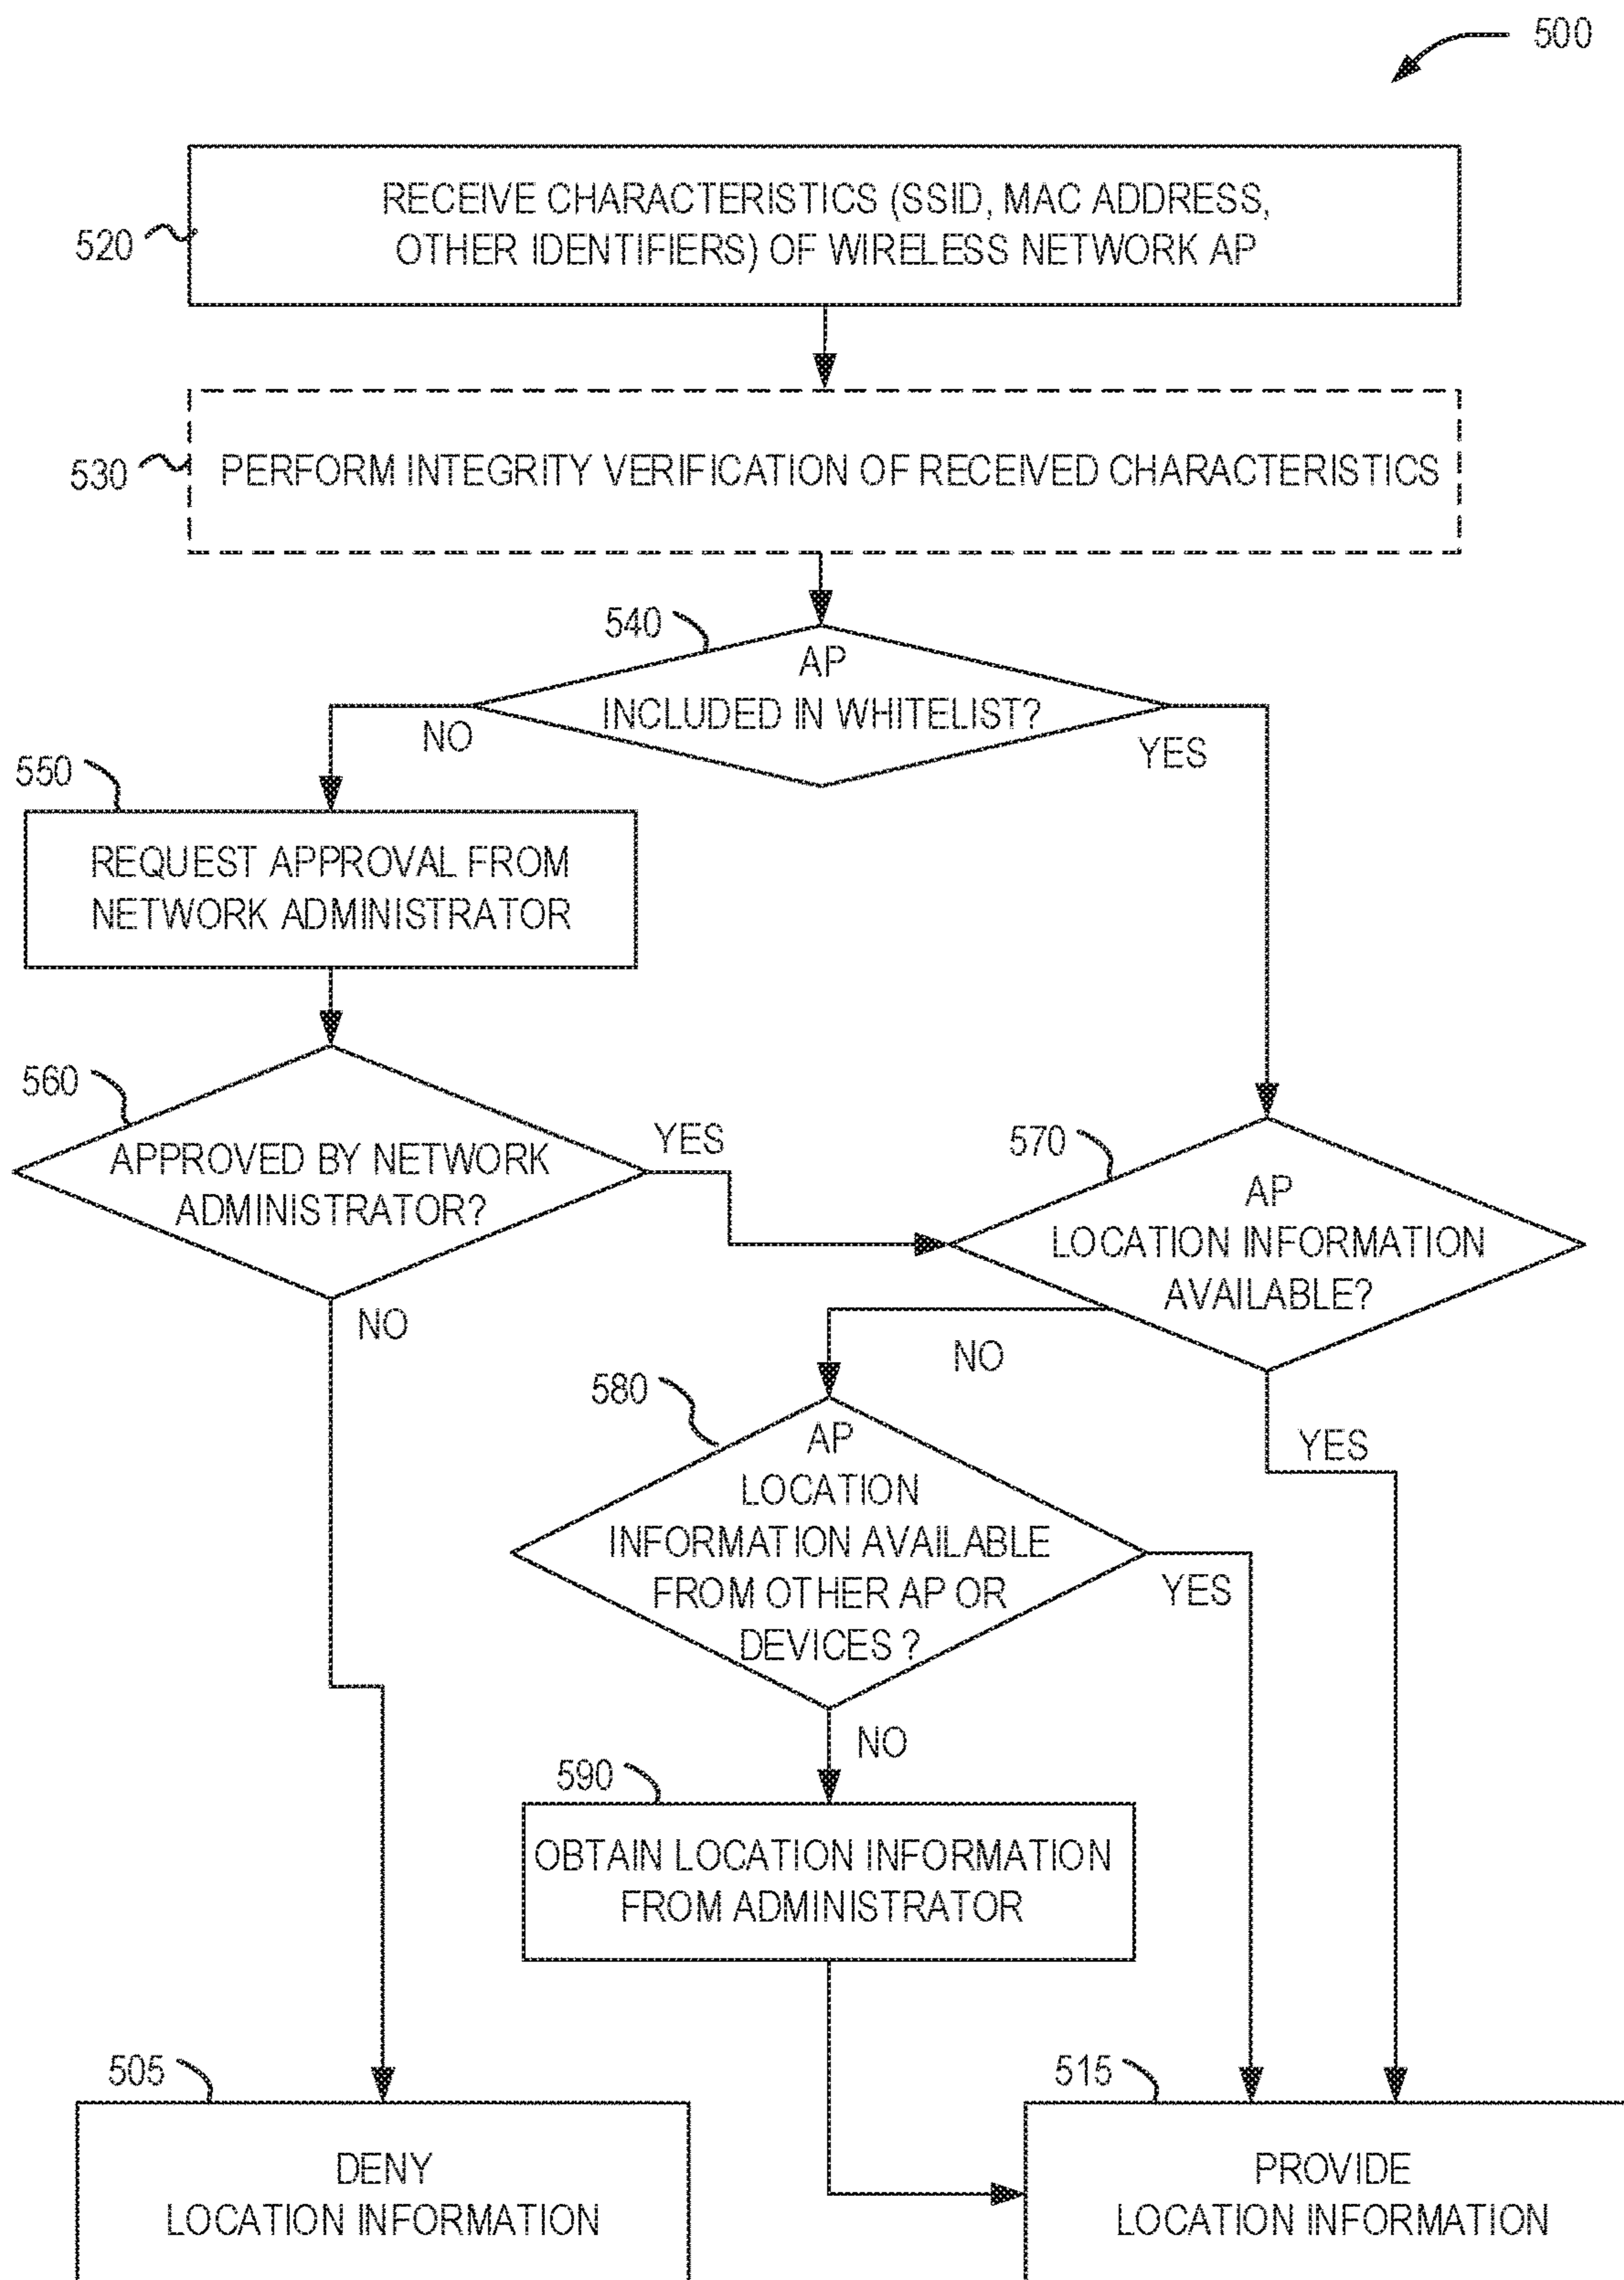 500
RECEIVE CHARACTERISTICS (SSID, MAC ADDRESS,
OTHER IDENTIFIERS) OF WIRELESS NETWORK AP
520
530
PERFORM INTEGRITY VERIFICATION OF RECEIVED CHARACTERISTICS
540
AP
INCLUDED IN WHITELIST?
NO
YES
550
REQUEST APPROVAL FROM
NETWORK ADMINISTRATOR
560
APPROVED BY NETWORK
ADMINISTRATOR?
YES
NO
570
AP
LOCATION INFORMATION
AVAILABLE?
NO
YES
580
AP
LOCATION
INFORMATION AVAILABLE
FROM OTHER AP OR
DEVICES ?
YES
NO
590
OBTAIN LOCATION INFORMATION
FROM ADMINISTRATOR
505
DENY
LOCATION INFORMATION
515
PROVIDE
LOCATION INFORMATION